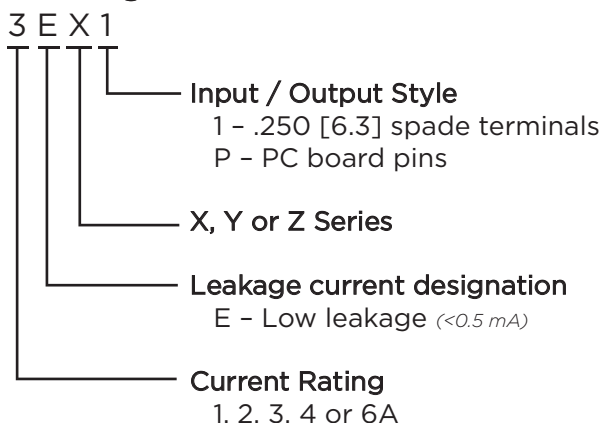 3 E X 1
Input / Output Style
1 – .250 [6.3] spade terminals
P – PC board pins
X, Y or Z Series
Leakage current designation
E – Low leakage (<0.5 mA)
Current Rating
1, 2, 3, 4 or 6A